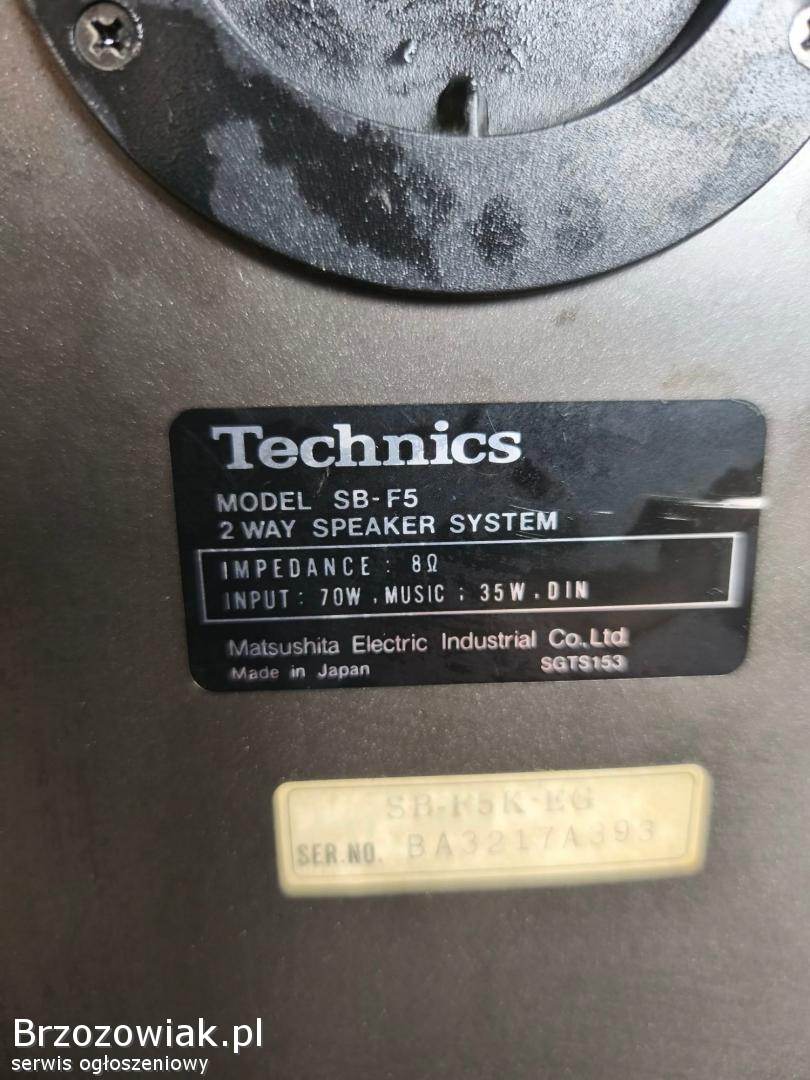 Technics
MODEL SB-F5
2 WAY SPEAKER SYSTEM
IMPEDANCE : 8Ω
INPUT : 70W . MUSIC ; 35W . DIN
Matsushita Electric Industrial Co.,Ltd.
Made in Japan SGTS153
SB-F5K-EG
SER.NO. BA3217A393
Brzozowiak.pl
serwis ogłoszeniowy